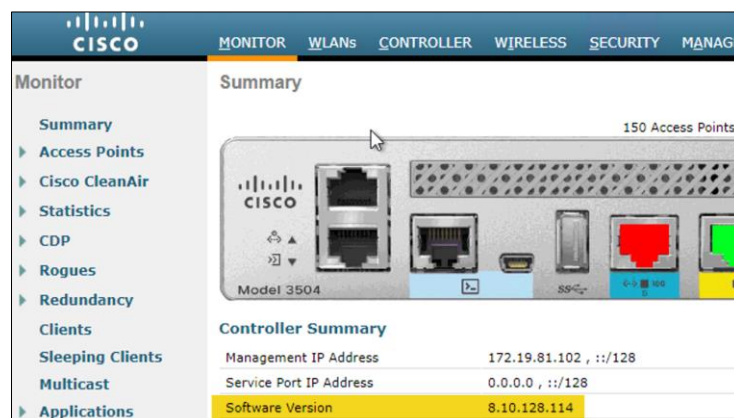 CISCO
MONITOR WLANs CONTROLLER WIRELESS SECURITY MANAG
Monitor
Summary
Summary
Access Points
Cisco CleanAir
Statistics
CDP
Rogues
Redundancy
Clients
Sleeping Clients
Multicast
Applications
150 Access Points
CISCO
Model 3504
Controller Summary
Management IP Address 172.19.81.102 , ::/128
Service Port IP Address 0.0.0.0 , ::/128
Software Version 8.10.128.114